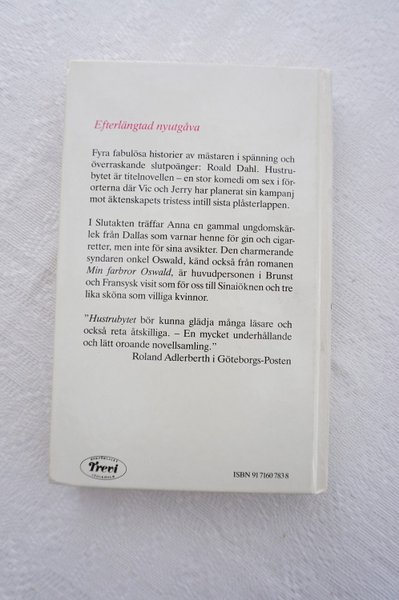 Efterlängtad nyutgåva
Fyra fabulösa historier av mästaren i spänning och
överraskande slutpoänger: Roald Dahl. Hustru-
bytet är titelnovellen – en stor komedi om sex i för-
orterna där Vic och Jerry har planerat sin kampanj
mot äktenskapets tristess intill sista plåsterlappen.
I Slutakten träffar Anna en gammal ungdomskär-
lek från Dallas som varnar henne för gin och cigar-
retter, men inte för sina avsikter. Den charmerande
syndaren onkel Oswald, känd också från romanen
Min farbror Oswald, är huvudpersonen i Brunst
och Fransysk visit som för oss till Sinaiöknen och tre
lika sköna som villiga kvinnor.
"Hustrubytet bör kunna glädja många läsare och
också reta åtskilliga. – En mycket underhållande
och lätt oroande novellsamling."
Roland Adlerberth i Göteborgs-Posten
BOKFÖRLAGET
Trevi
STOCKHOLM
ISBN 91 7160 783 8